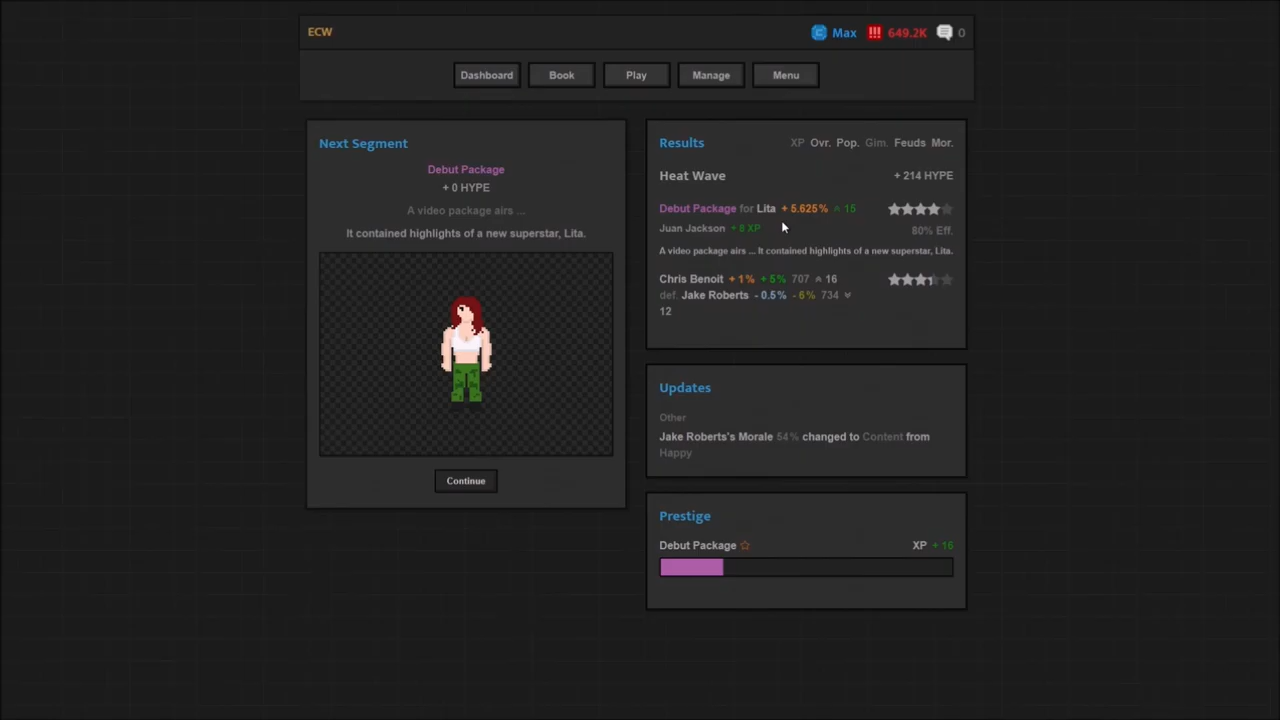 ECW
Max
649.2K
0
Dashboard
Book
Play
Manage
Menu
Next Segment
Debut Package
+ 0 HYPE
A video package airs ...
It contained highlights of a new superstar, Lita.
Continue
Results
XP Ovr. Pop. Gim. Feuds Mor.
Heat Wave
+ 214 HYPE
Debut Package for Lita + 5.625% 15
Juan Jackson + 8 XP
80% Eff.
A video package airs ... It contained highlights of a new superstar, Lita.
Chris Benoit + 1% + 5% 707 16
def. Jake Roberts - 0.5% - 6% 734
12
Updates
Other
Jake Roberts's Morale 54% changed to Content from
Happy
Prestige
Debut Package
XP + 16